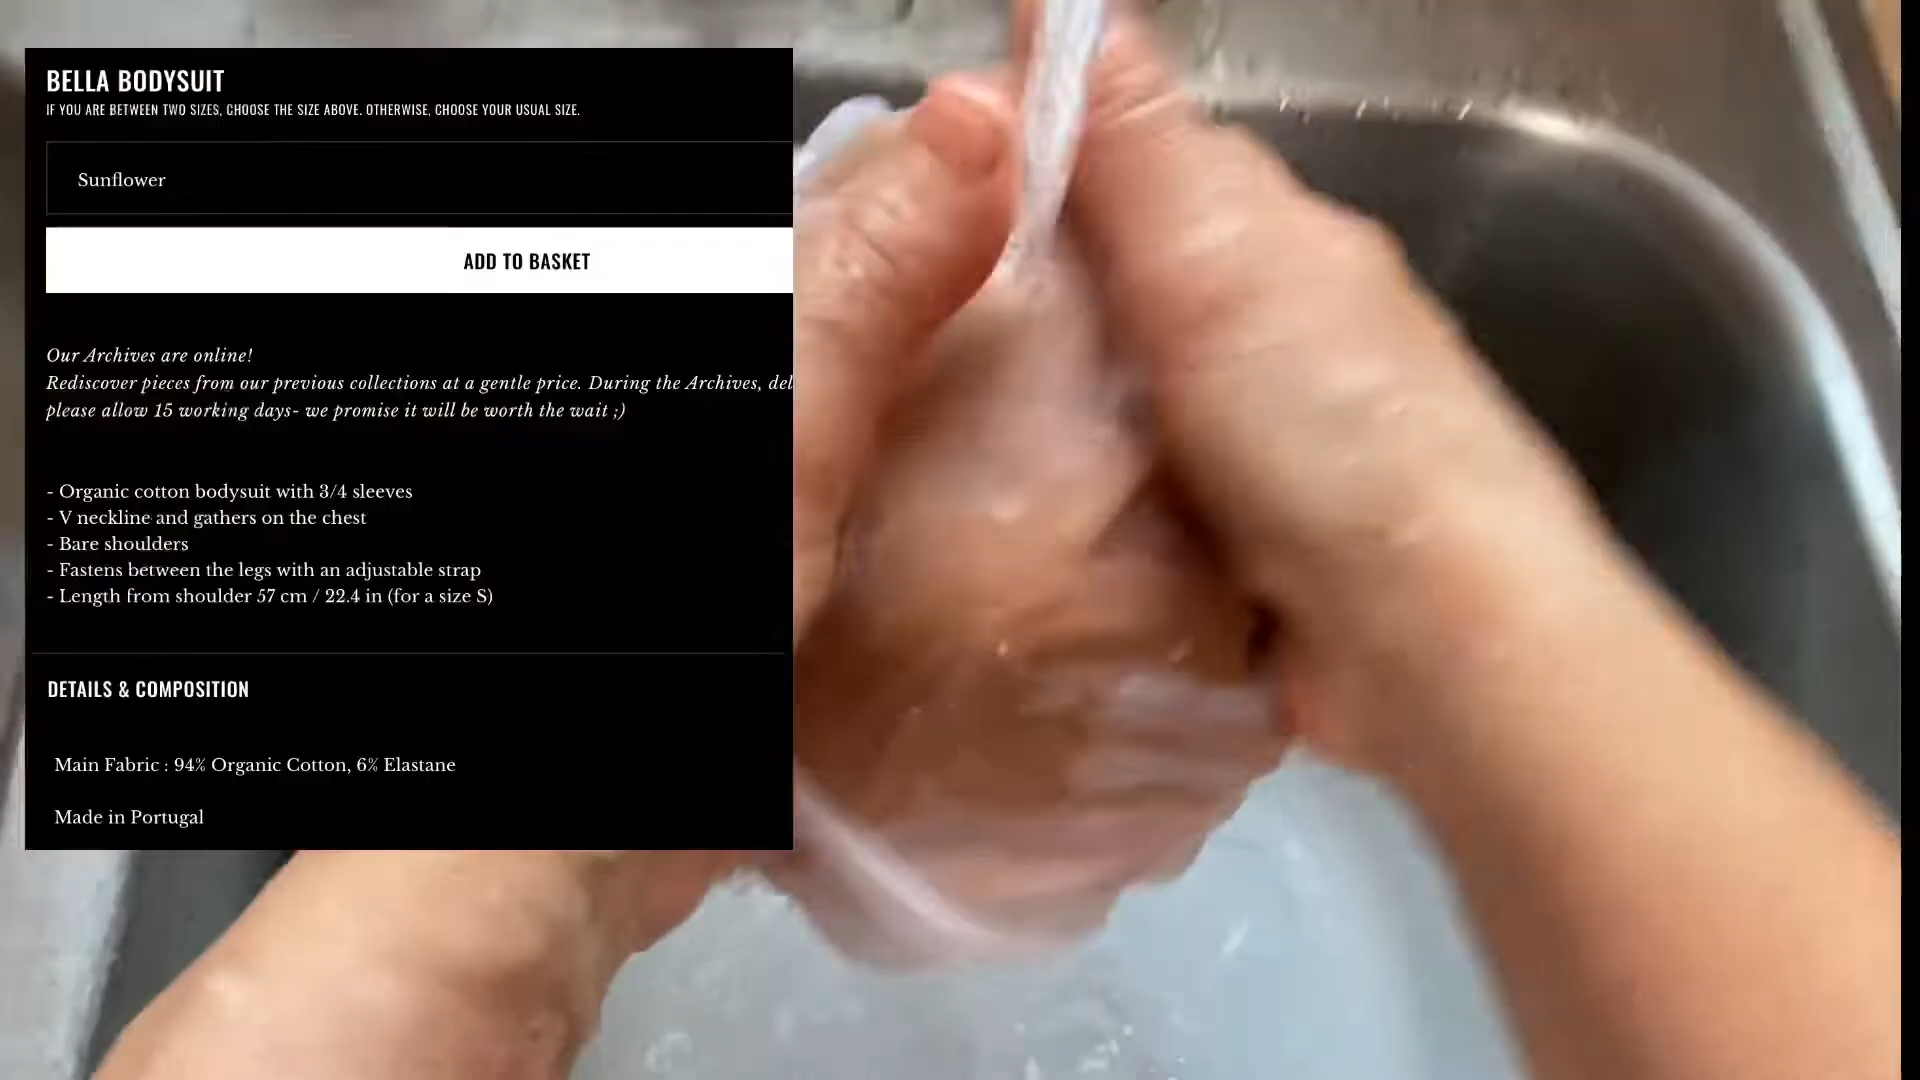 BELLA BODYSUIT
IF YOU ARE BETWEEN TWO SIZES, CHOOSE THE SIZE ABOVE. OTHERWISE, CHOOSE YOUR USUAL SIZE.
Sunflower
ADD TO BASKET
Our Archives are online!
Rediscover pieces from our previous collections at a gentle price. During the Archives, del
please allow 15 working days- we promise it will be worth the wait ;)
- Organic cotton bodysuit with 3/4 sleeves
- V neckline and gathers on the chest
- Bare shoulders
- Fastens between the legs with an adjustable strap
- Length from shoulder 57 cm / 22.4 in (for a size S)
DETAILS & COMPOSITION
Main Fabric : 94% Organic Cotton, 6% Elastane
Made in Portugal